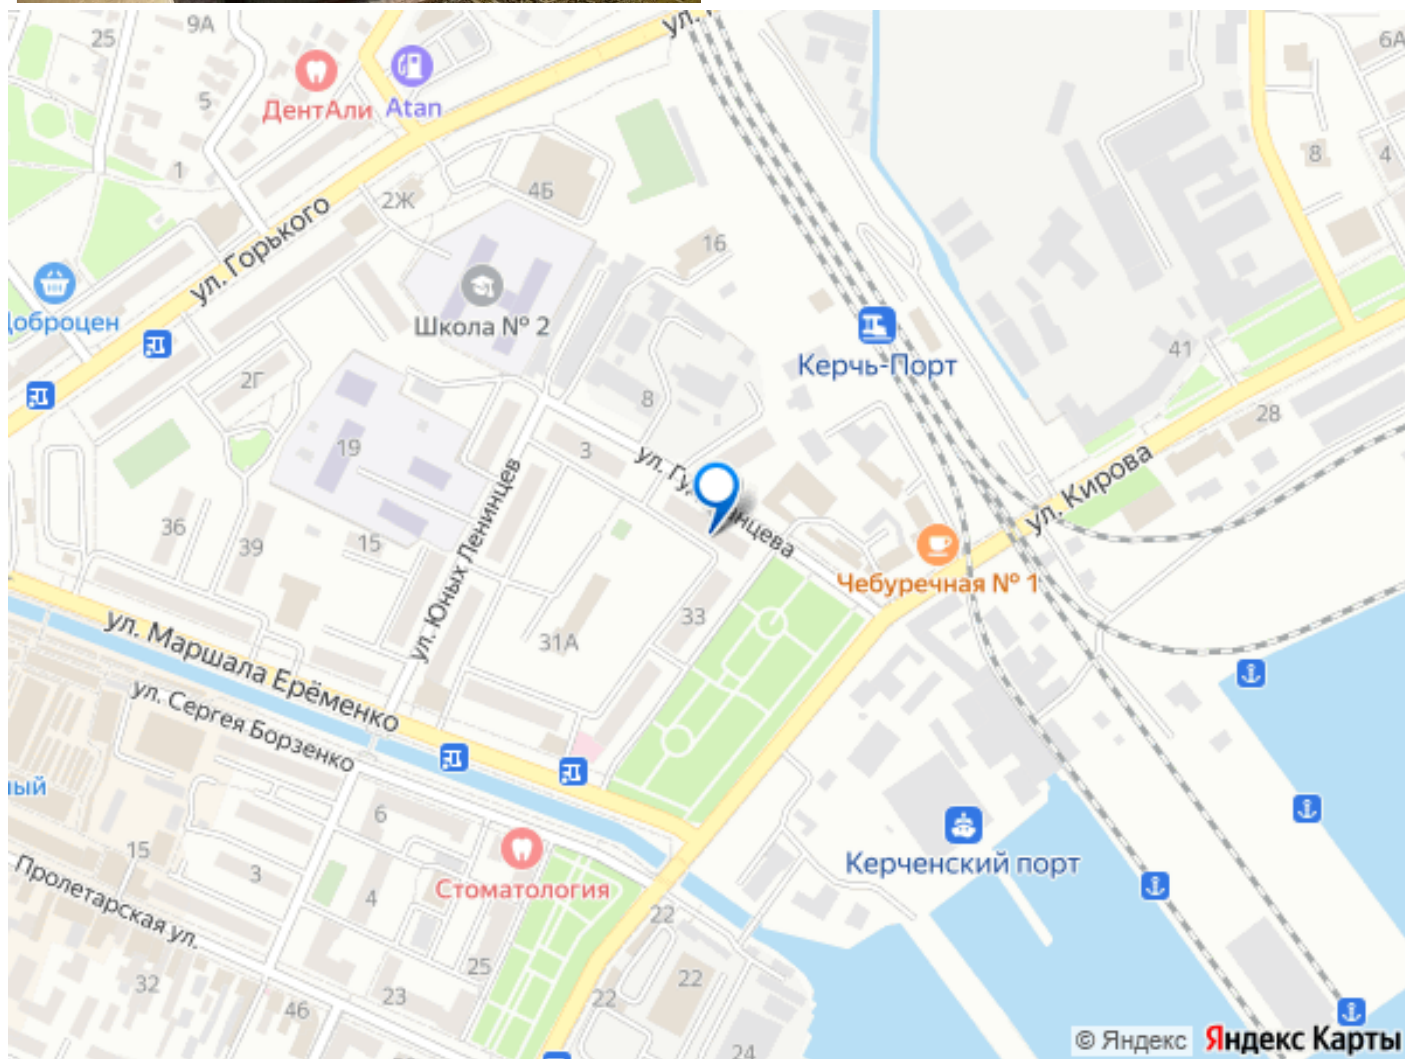 25
9А
ул.
6А
ДентАли
Atan
5
1
8
4
2Ж
4Б
16
ул. Горького
Доброцен
Школа № 2
Керчь-Порт
41
2Г
8
28
19
3
ул. Юных Ленинцев
ул. Кирова
36
39
15
Чебуречная № 1
33
31А
ул. Маршала Ерёменко
ул. Сергея Борзенко
ный
6
15
3
4
Стоматология
Керченский порт
Пролетарская ул.
22
25
22
32
23
46
22
24
© Яндекс Яндекс Карты